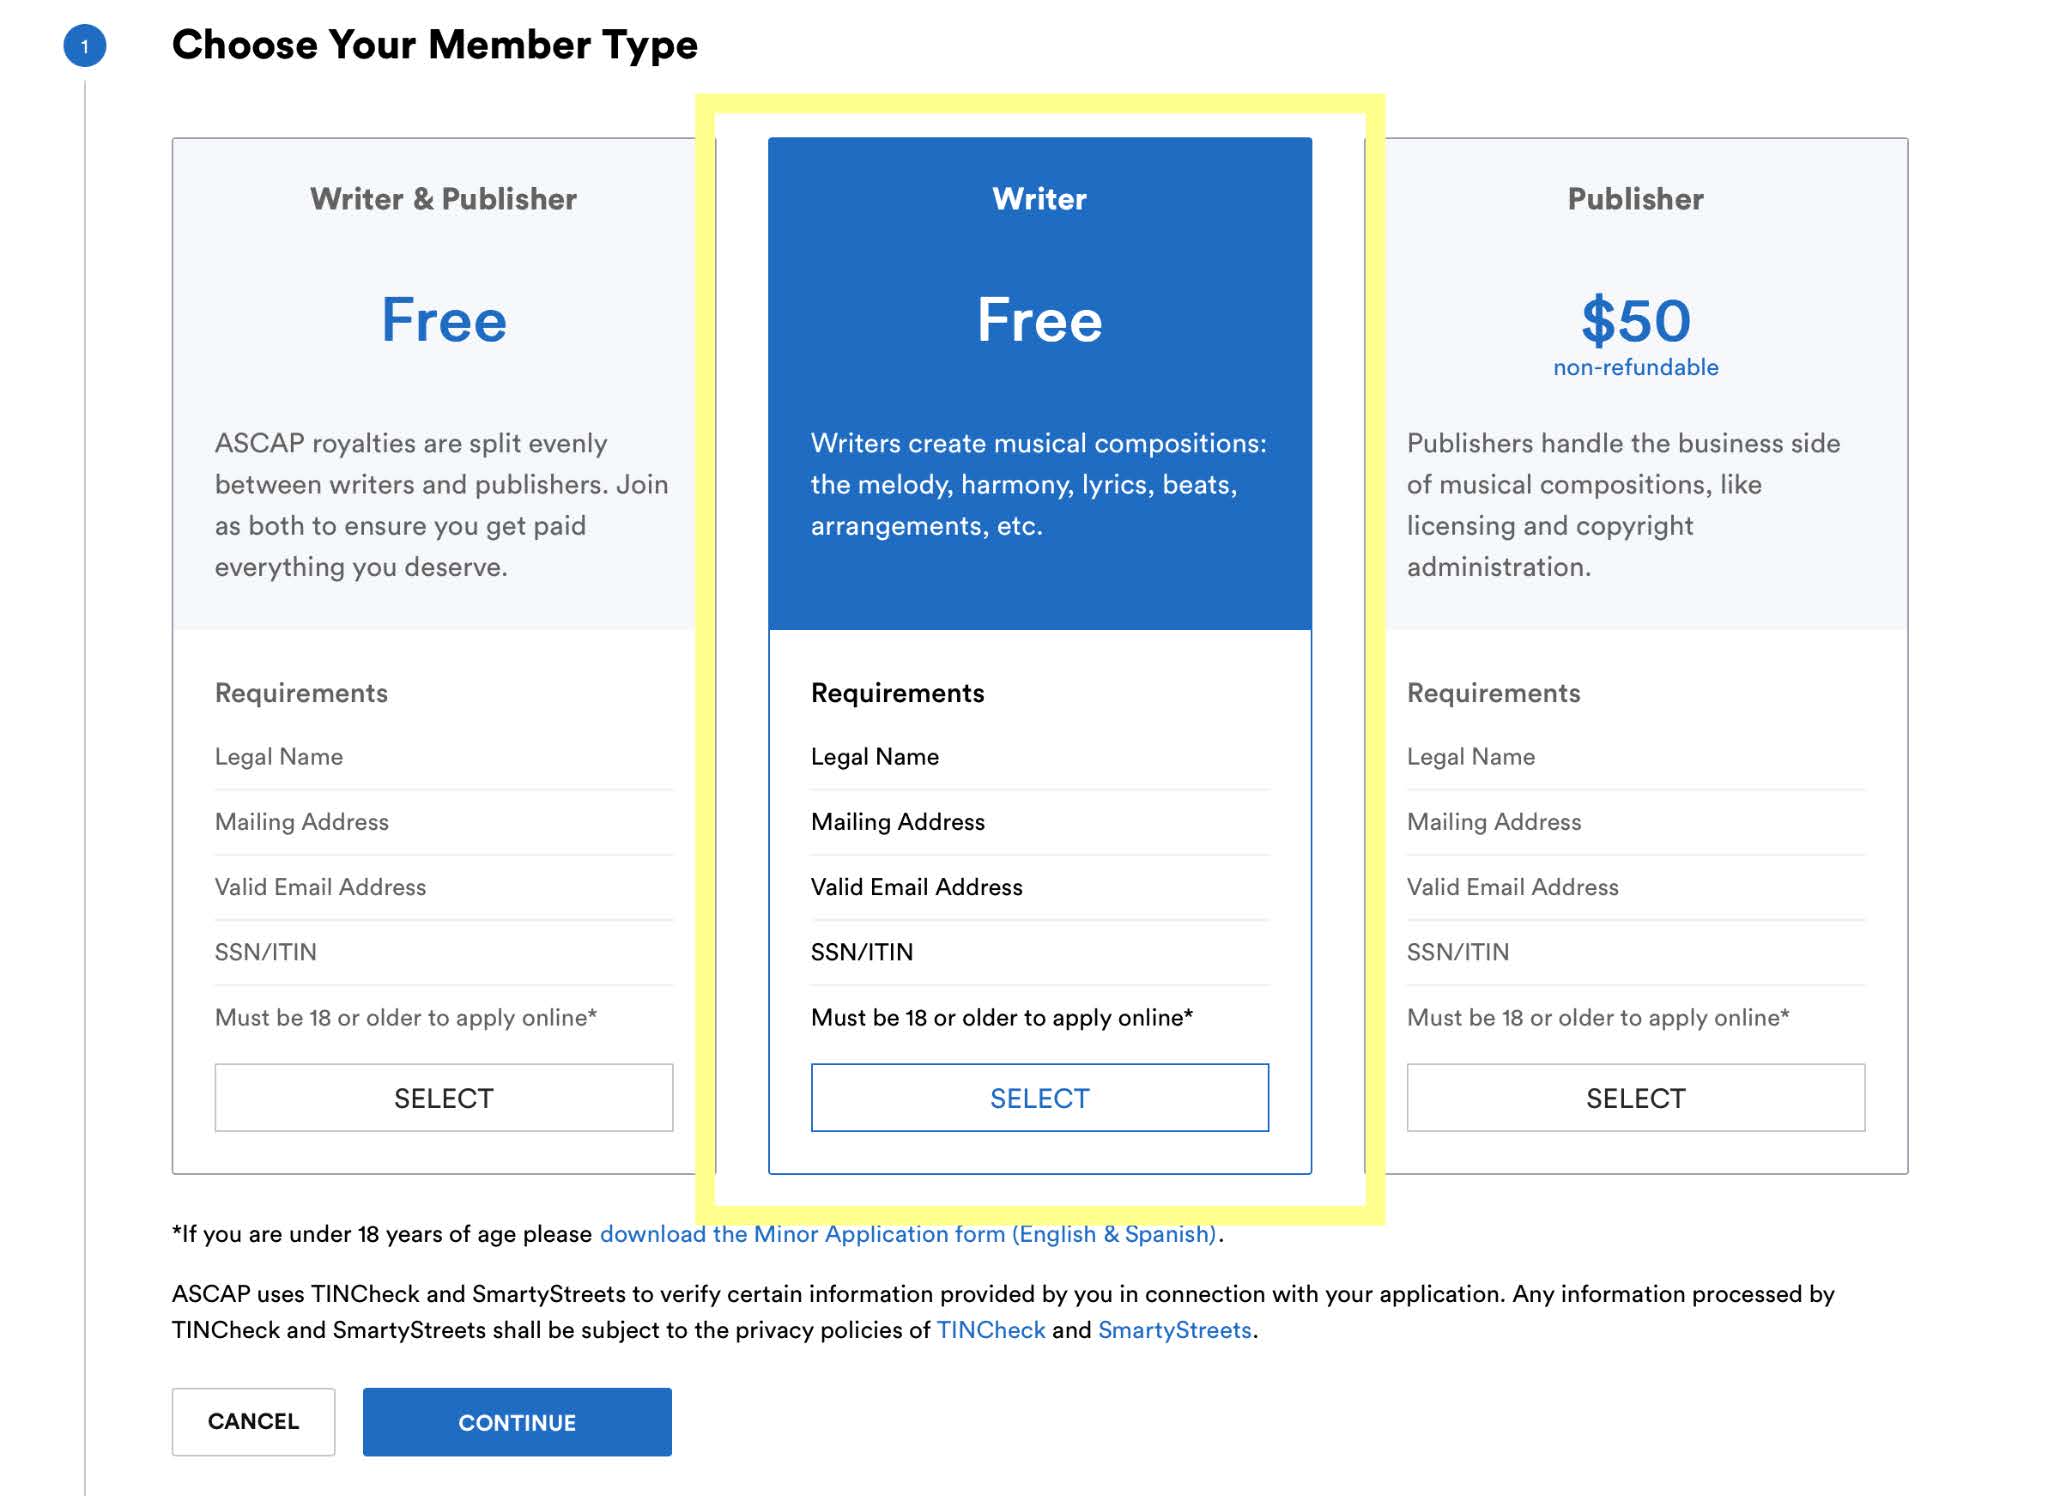 1
Choose Your Member Type
Writer & Publisher
Free
ASCAP royalties are split evenly
between writers and publishers. Join
as both to ensure you get paid
everything you deserve.
Requirements
Legal Name
Mailing Address
Valid Email Address
SSN/ITIN
Must be 18 or older to apply online*
SELECT
Writer
Free
Writers create musical compositions:
the melody, harmony, lyrics, beats,
arrangements, etc.
Requirements
Legal Name
Mailing Address
Valid Email Address
SSN/ITIN
Must be 18 or older to apply online*
SELECT
Publisher
$50
non-refundable
Publishers handle the business side
of musical compositions, like
licensing and copyright
administration.
Requirements
Legal Name
Mailing Address
Valid Email Address
SSN/ITIN
Must be 18 or older to apply online*
SELECT
*If you are under 18 years of age please download the Minor Application form (English & Spanish).
ASCAP uses TINCheck and SmartyStreets to verify certain information provided by you in connection with your application. Any information processed by
TINCheck and SmartyStreets shall be subject to the privacy policies of TINCheck and SmartyStreets.
CANCEL
CONTINUE